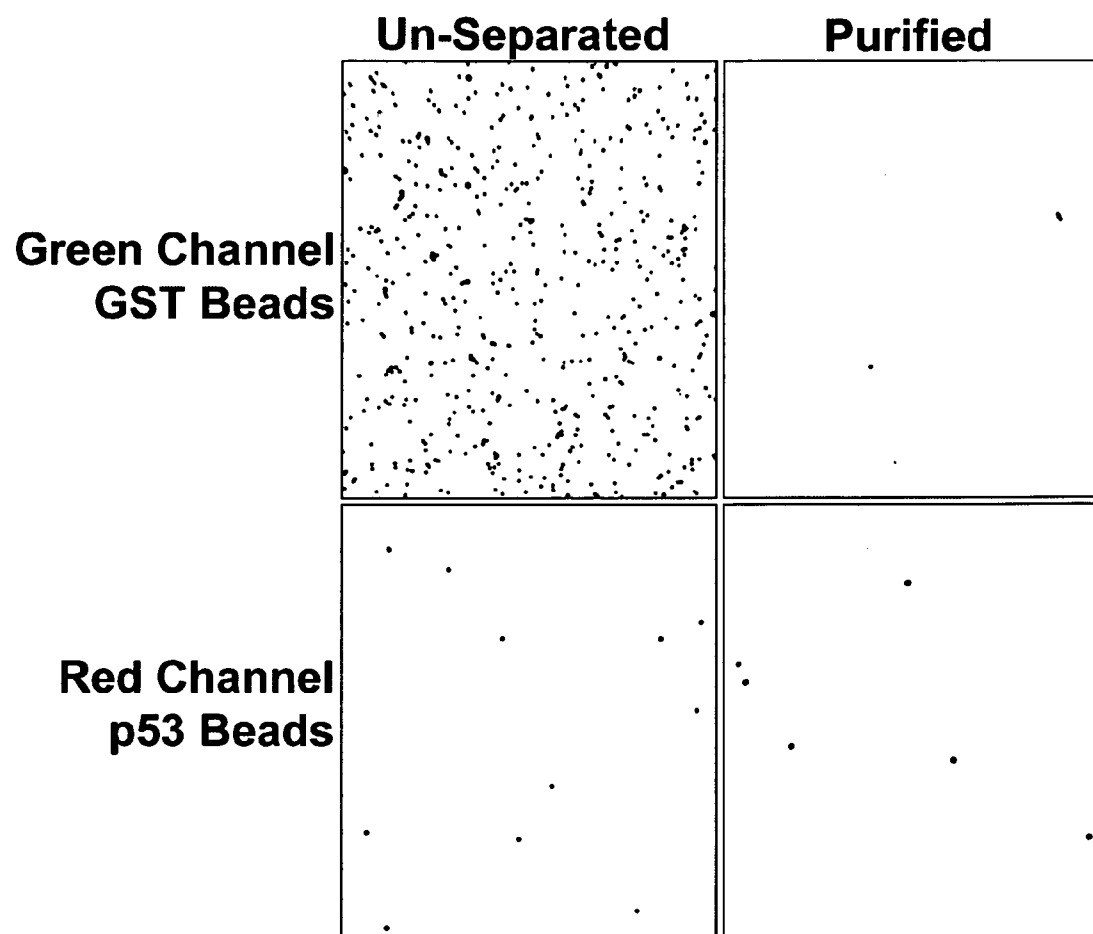 Un-Separated
Purified
Green Channel
GST Beads
Red Channel
p53 Beads